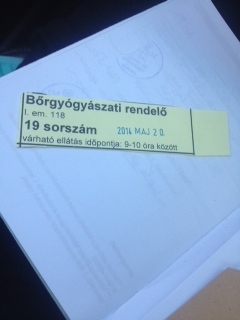 Bőrgyógyászati rendelő
I. em. 118
19 sorszám 2014 MÁJ 20.
várható ellátás időpontja: 9-10 óra között